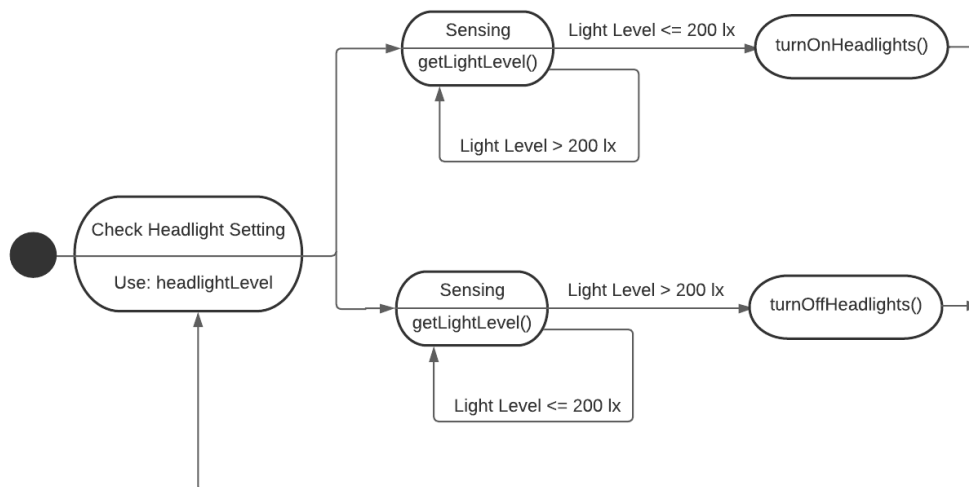 Sensing
getLightLevel()
Light Level <= 200 lx
turnOnHeadlights()
Light Level > 200 lx
Check Headlight Setting
Use: headlightLevel
Sensing
getLightLevel()
Light Level > 200 lx
turnOffHeadlights()
Light Level <= 200 lx